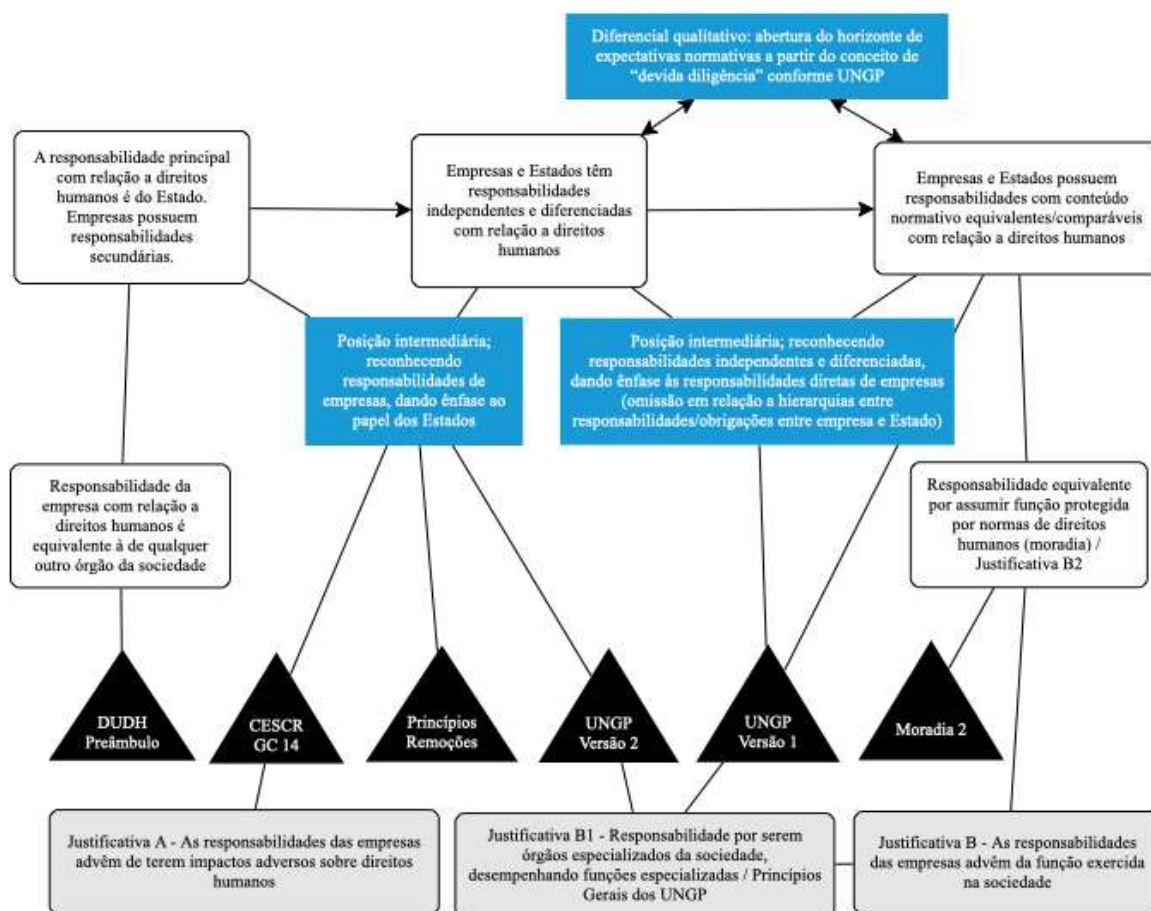 Diferencial qualitativo: abertura do horizonte de
expectativas normativas a partir do conceito de
“devida diligência” conforme UNGP
A responsabilidade principal
com relação a direitos
humanos é do Estado.
Empresas possuem
responsabilidades
secundárias.
Empresas e Estados têm
responsabilidades
independentes e diferenciadas
com relação a direitos
humanos
Empresas e Estados possuem
responsabilidades com conteúdo
normativo equivalentes/comparáveis
com relação a direitos humanos
Posição intermediária;
reconhecendo
responsabilidades de
empresas, dando ênfase ao
papel dos Estados
Posição intermediária; reconhecendo
responsabilidades independentes e diferenciadas,
dando ênfase às responsabilidades diretas de empresas
(omissão em relação a hierarquias entre
responsabilidades/obrigações entre empresa e Estado)
Responsabilidade da
empresa com relação a
direitos humanos é
equivalente à de qualquer
outro órgão da sociedade
Responsabilidade equivalente
por assumir função protegida
por normas de direitos
humanos (moradia) /
Justificativa B2
DUDH
Preâmbulo
CESCR
GC 14
Princípios
Remoções
UNGP
Versão 2
UNGP
Versão 1
Moradia 2
Justificativa A - As responsabilidades das empresas
advêm de terem impactos adversos sobre direitos
humanos
Justificativa B1 - Responsabilidade por serem
órgãos especializados da sociedade,
desempenhando funções especializadas / Princípios
Gerais dos UNGP
Justificativa B - As responsabilidades
das empresas advêm da função exercida
na sociedade